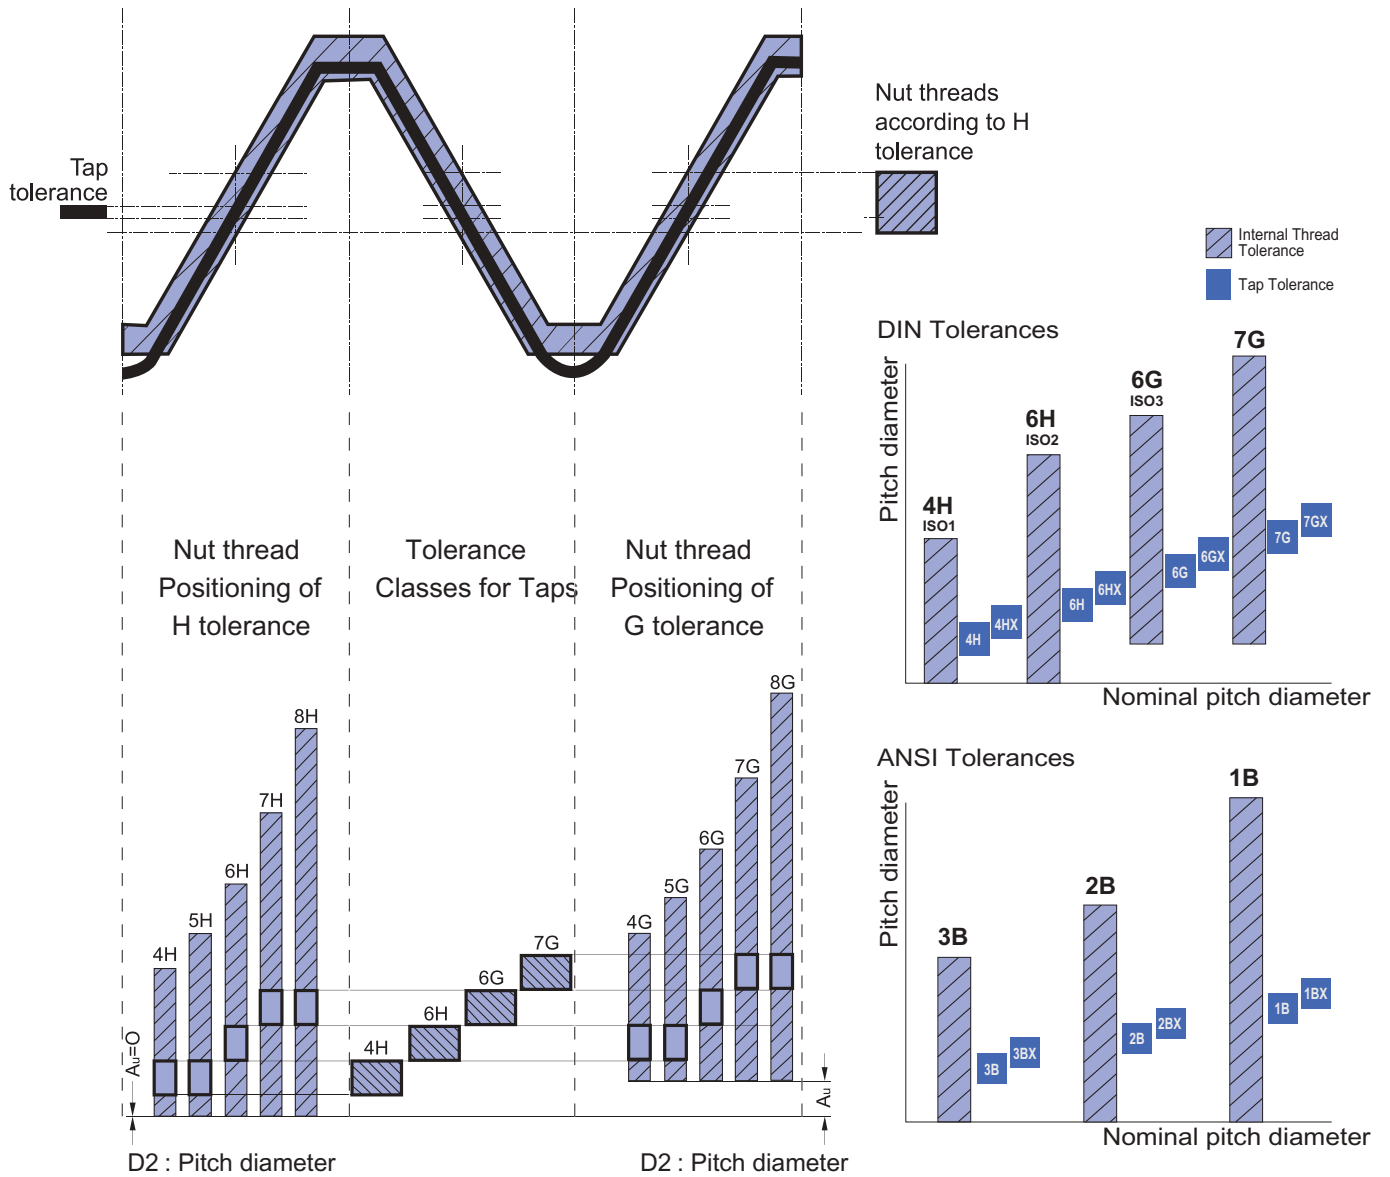 Tap
tolerance
Nut threads
according to H
tolerance
Internal Thread
Tolerance
Tap Tolerance
Nut thread
Positioning of
H tolerance
Tolerance
Classes for Taps
Nut thread
Positioning of
G tolerance
4H
5H
6H
7H
8H
4H
6H
6G
7G
4G
5G
6G
7G
8G
Au=O
Au
D2 : Pitch diameter
D2 : Pitch diameter
DIN Tolerances
Pitch diameter
4H
ISO1
4H
4HX
6H
ISO2
6H
6HX
6G
ISO3
6G
6GX
7G
7G
7GX
Nominal pitch diameter
ANSI Tolerances
Pitch diameter
3B
3B
3BX
2B
2B
2BX
1B
1B
1BX
Nominal pitch diameter